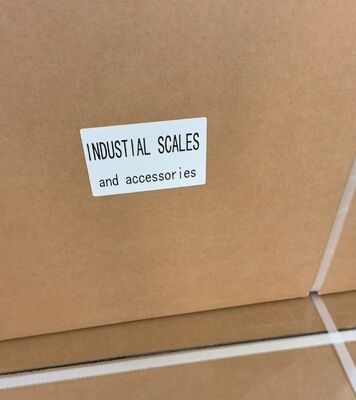 INDUSTIAL SCALES
and accessories